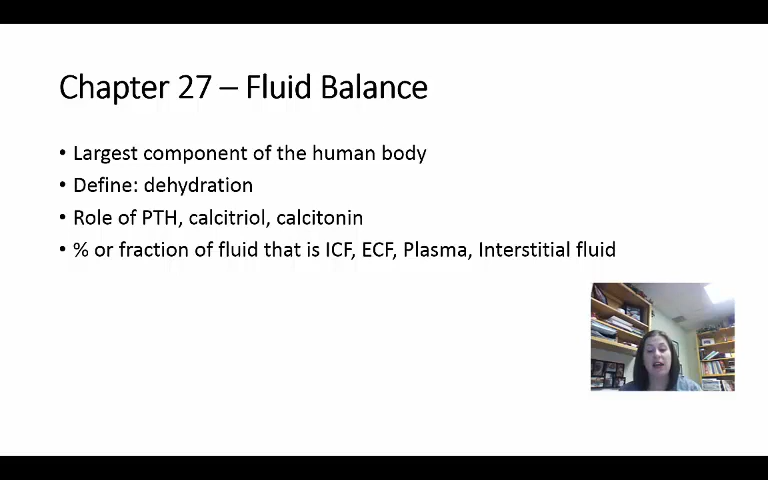 Chapter 27 – Fluid Balance
• Largest component of the human body
• Define: dehydration
• Role of PTH, calcitriol, calcitonin
• % or fraction of fluid that is ICF, ECF, Plasma, Interstitial fluid